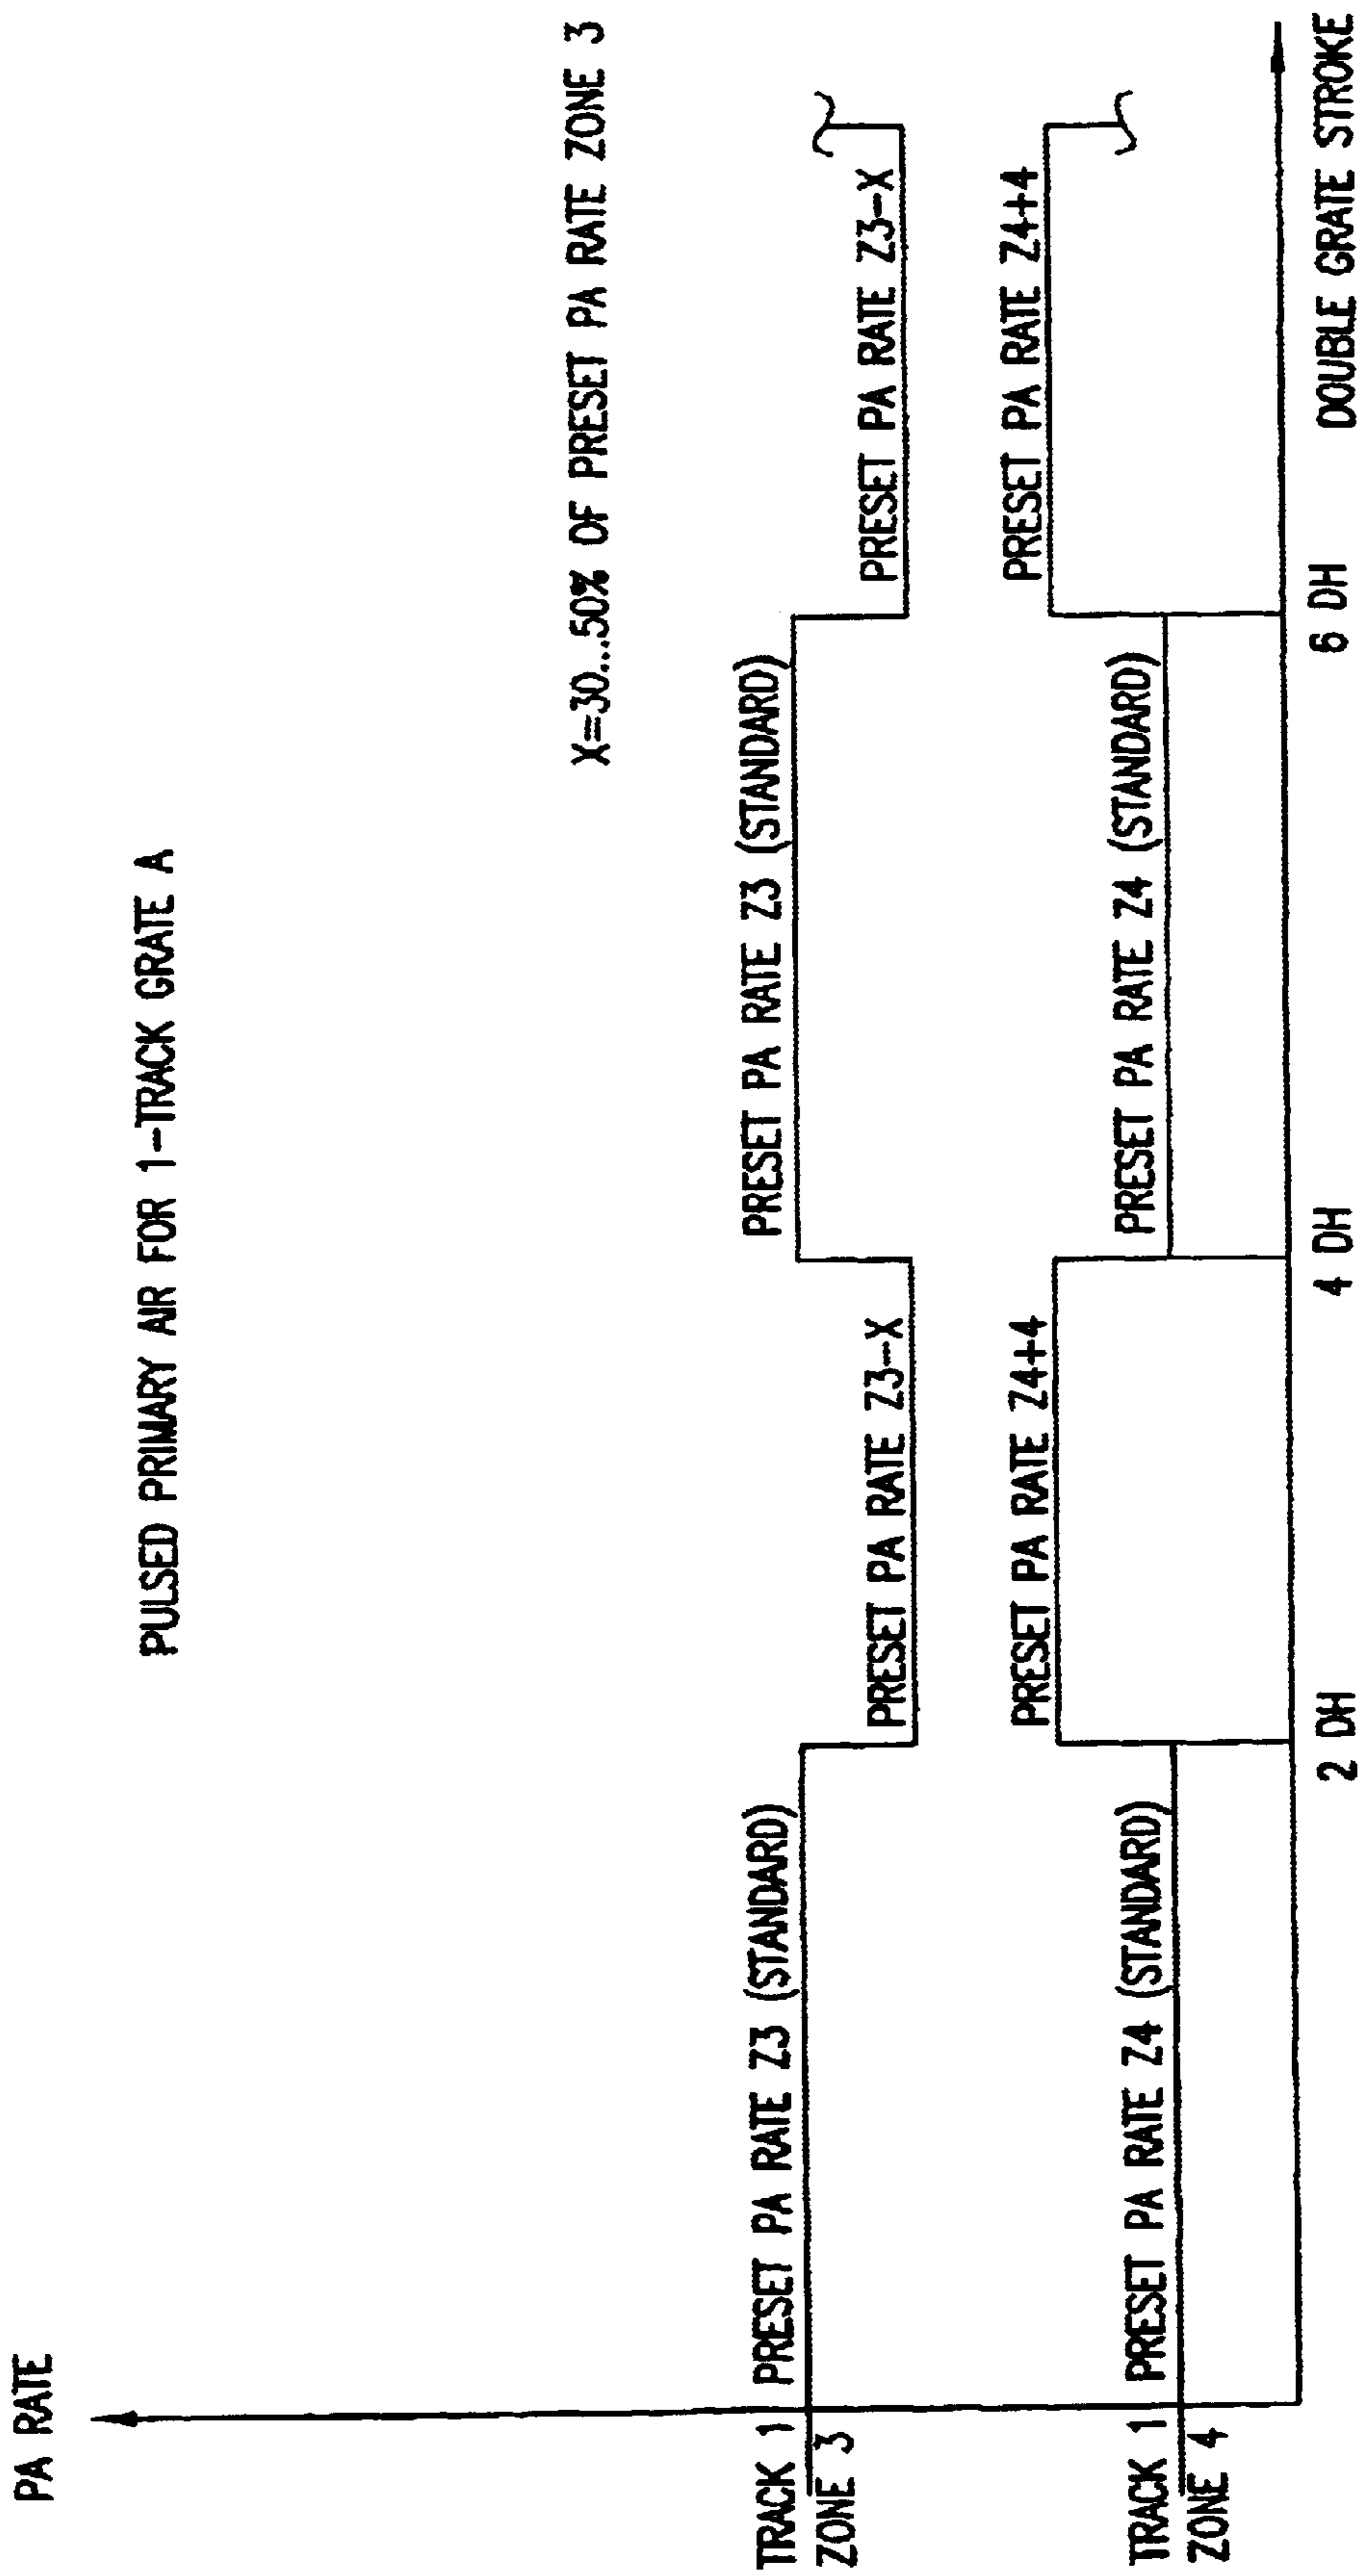 PULSED PRIMARY AIR FOR 1-TRACK GRATE A
PA RATE
X=30...50% OF PRESET PA RATE ZONE 3
TRACK 1
ZONE 3
PRESET PA RATE Z3 (STANDARD)
PRESET PA RATE Z3-X
PRESET PA RATE Z3 (STANDARD)
PRESET PA RATE Z3-X
TRACK 1
ZONE 4
PRESET PA RATE Z4 (STANDARD)
PRESET PA RATE Z4+4
PRESET PA RATE Z4 (STANDARD)
PRESET PA RATE Z4+4
2 DH
4 DH
6 DH
DOUBLE GRATE STROKE